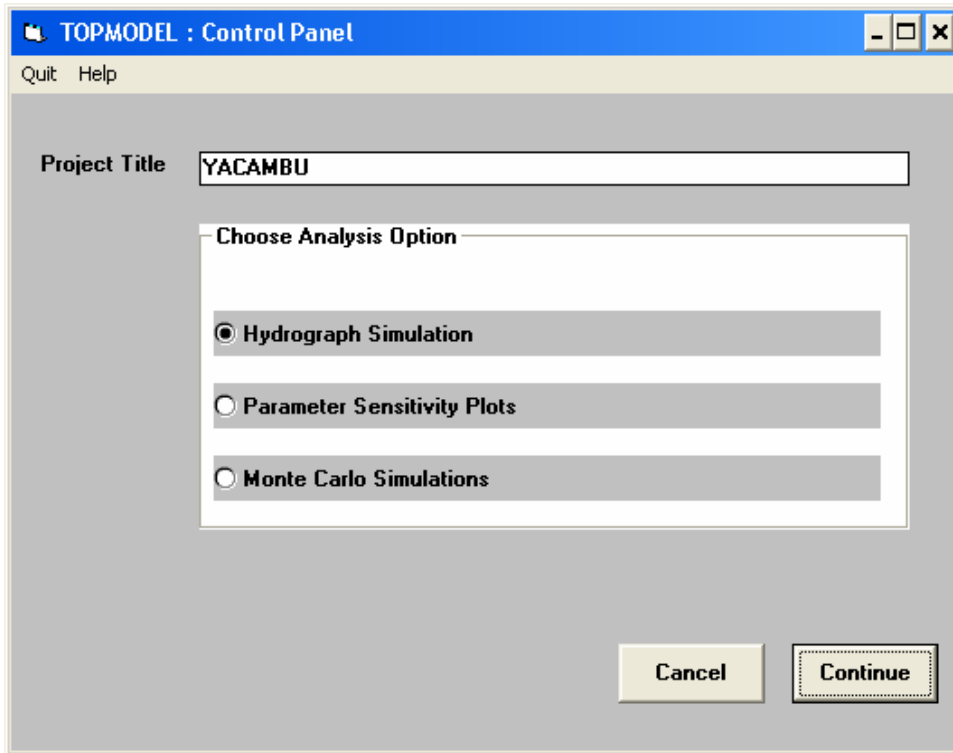 TOPMODEL : Control Panel
Quit Help
Project Title YACAMBU
Choose Analysis Option
Hydrograph Simulation
Parameter Sensitivity Plots
Monte Carlo Simulations
Cancel Continue